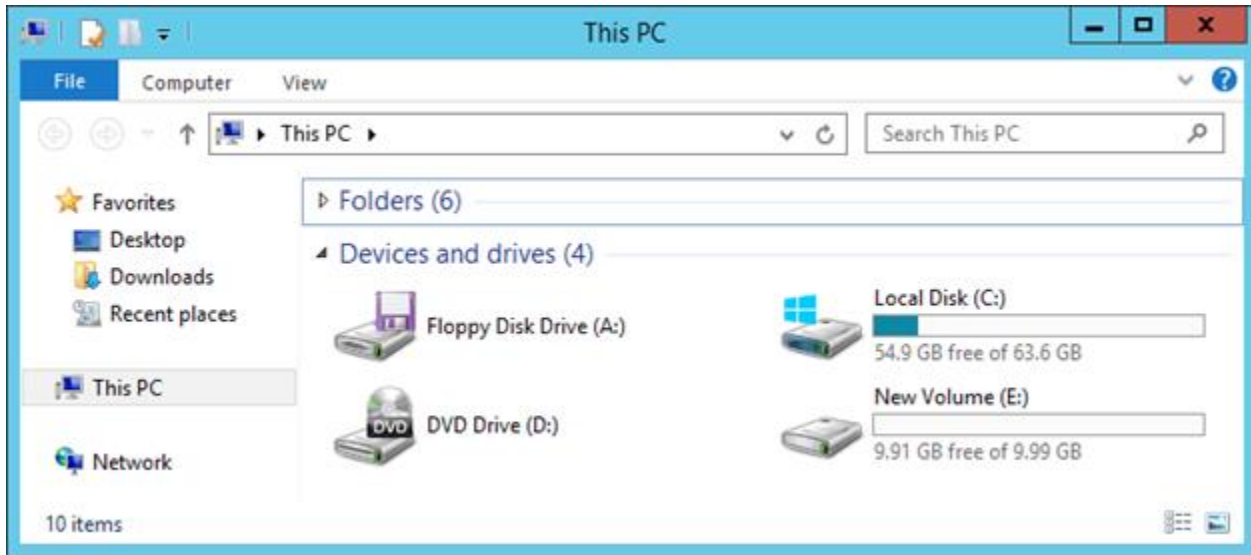 This PC
File Computer View
This PC
Search This PC
Favorites
Desktop
Downloads
Recent places
This PC
Network
Folders (6)
Devices and drives (4)
Floppy Disk Drive (A:)
Local Disk (C:)
54.9 GB free of 63.6 GB
DVD
DVD Drive (D:)
New Volume (E:)
9.91 GB free of 9.99 GB
10 items